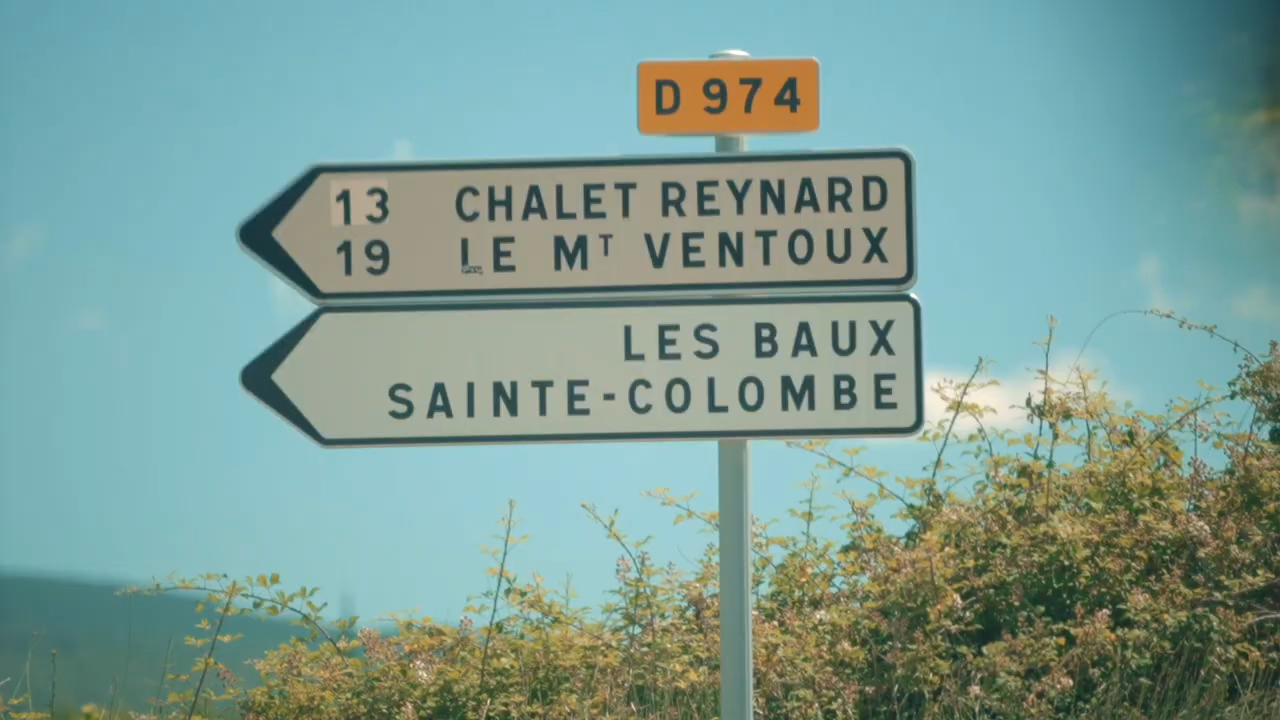 D 974
13 CHALET REYNARD
19 LE Mᵀ VENTOUX
LES BAUX
SAINTE-COLOMBE